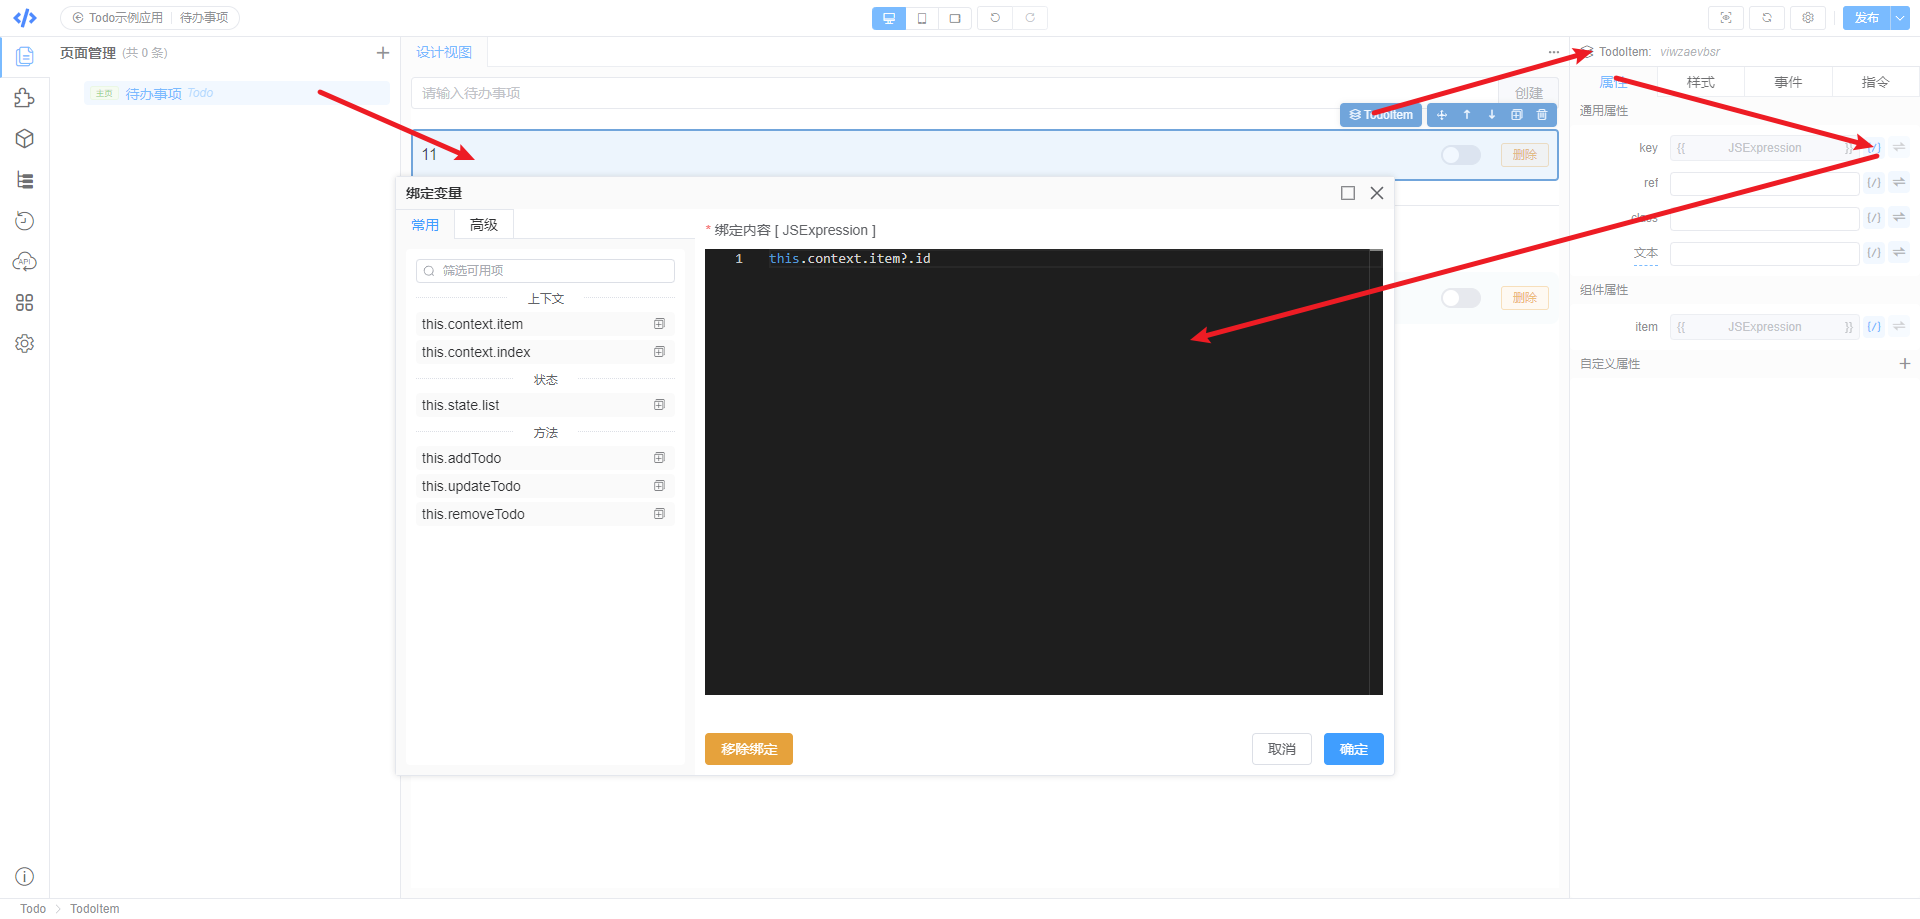 Todo示例应用 待办事项
发布
页面管理 (共 0 条)
主页 待办事项 Todo
设计视图
请输入待办事项
创建
TodoItem
11
删除
删除
绑定变量
常用 高级
筛选可用项
上下文
this.context.item
this.context.index
状态
this.state.list
方法
this.addTodo
this.updateTodo
this.removeTodo
* 绑定内容 [ JSExpression ]
1 this.context.item?.id
移除绑定
取消 确定
TodoItem: viwzaevbsr
属性 样式 事件 指令
通用属性
key {{ JSExpression }} {/}
ref {/}
class {/}
文本 {/}
组件属性
item {{ JSExpression }} {/}
自定义属性
Todo > TodoItem